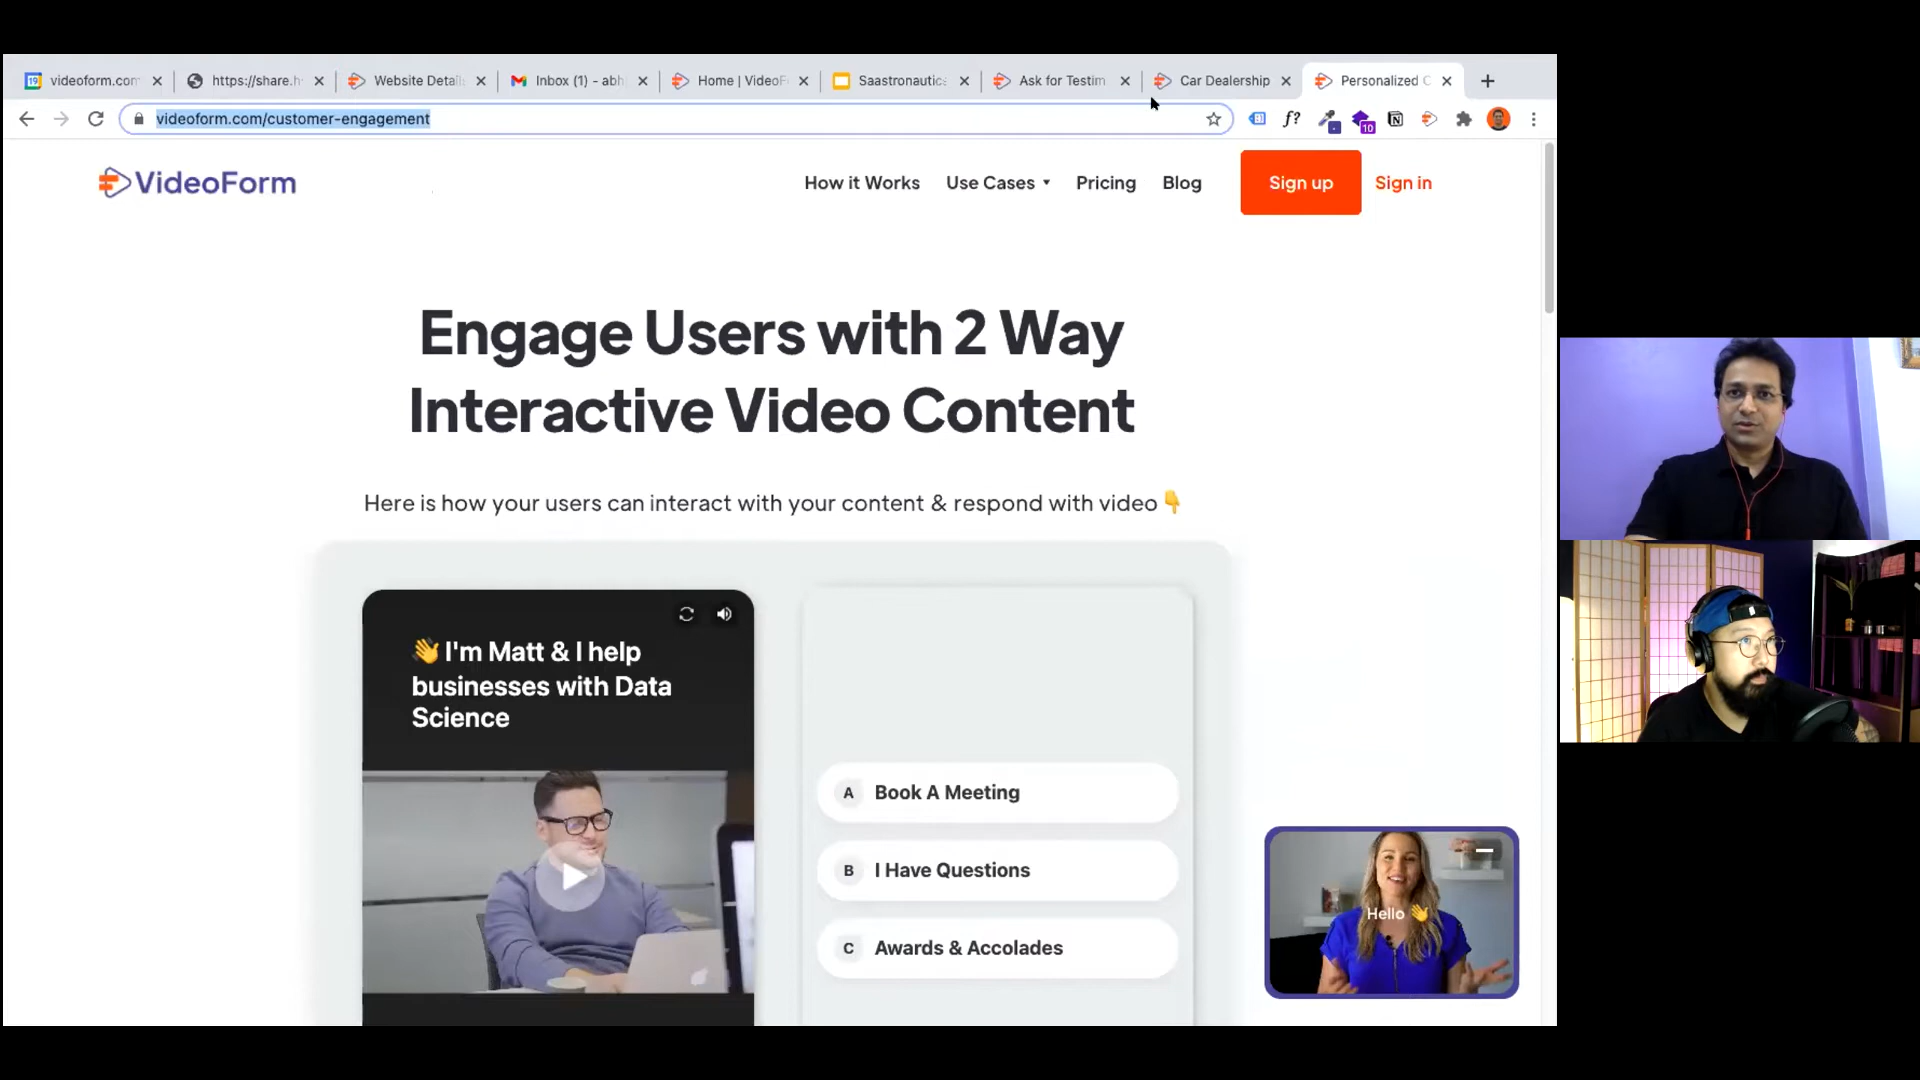 videoform.com
https://share.h
Website Detail
Inbox (1) - abh
Home | VideoF
Saastronautic
Ask for Testim
Car Dealership
Personalized C
videoform.com/customer-engagement
f?
10
VideoForm
How it Works
Use Cases
Pricing
Blog
Sign up
Sign in
Engage Users with 2 Way
Interactive Video Content
Here is how your users can interact with your content & respond with video 👇
👋 I'm Matt & I help
businesses with Data
Science
A Book A Meeting
B I Have Questions
C Awards & Accolades
Hello 👋